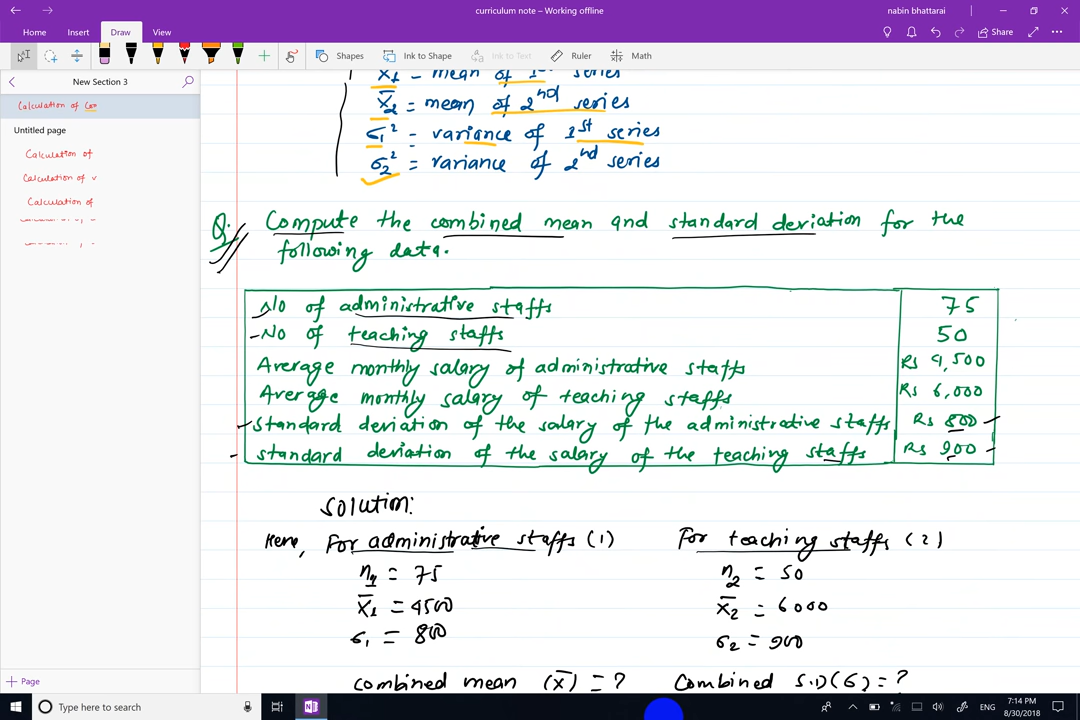 curriculum note – Working offline
nabin bhattarai
Home Insert Draw View
Share
Shapes Ink to Shape Ink to Text Ruler Math
New Section 3
Calculation of Com
Untitled page
Calculation of
Calculation of v
Calculation of
x̄₁ = mean of 1st series
x̄₂ = mean of 2nd series
σ₁² = variance of 1st series
σ₂² = variance of 2nd series
Q. Compute the combined mean and standard deviation for the
following data.
No of administrative staffs 75
No of teaching staffs 50
Average monthly salary of administrative staffs Rs 4,500
Average monthly salary of teaching staffs Rs 6,000
Standard deviation of the salary of the administrative staffs Rs 800
standard deviation of the salary of the teaching staffs Rs 900
Solution:
Here, For administrative staffs (1) For teaching staffs (2)
n₁ = 75 n₂ = 50
x̄₁ = 4500 x̄₂ = 6000
σ₁ = 800 σ₂ = 900
combined mean (x̄) = ? Combined S.D(σ) = ?
+ Page
Type here to search
ENG
7:14 PM
8/30/2018